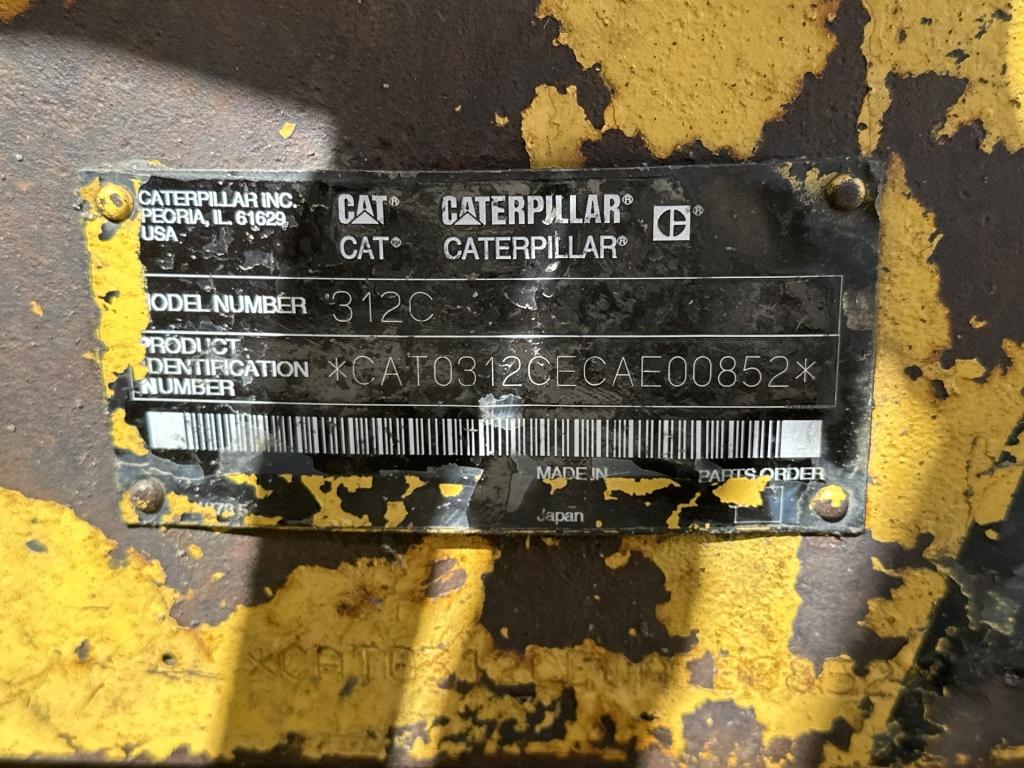 CATERPILLAR INC.
PEORIA, IL. 61629
USA
CAT® CATERPILLAR® ®
CAT® CATERPILLAR®
MODEL NUMBER 312C
PRODUCT
IDENTIFICATION
NUMBER
*CAT0312CECAE00852*
MADE IN
Japan
PARTS ORDER